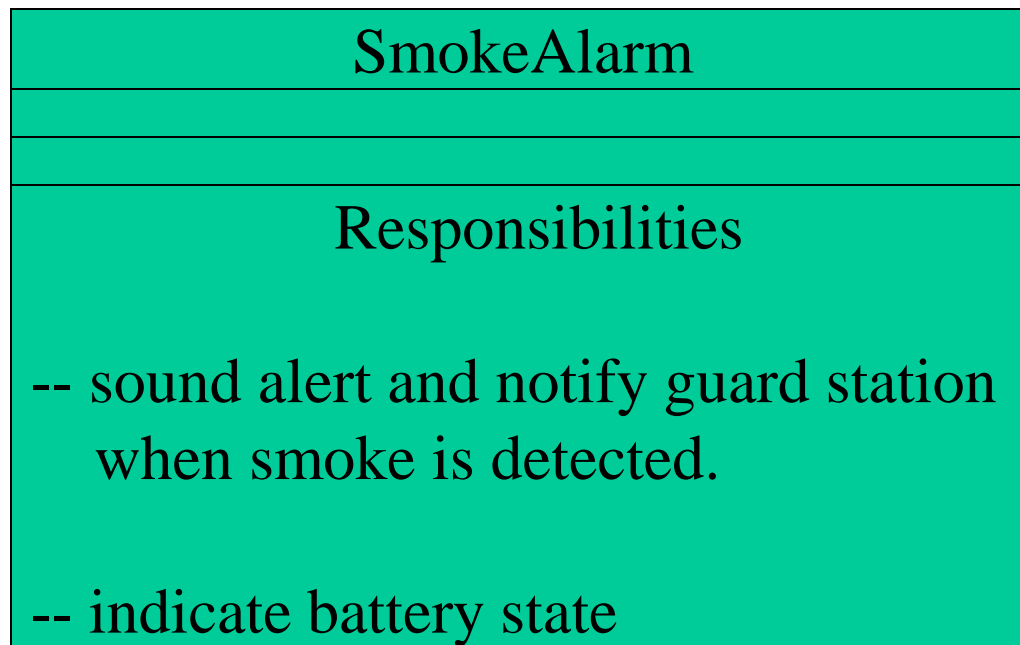 SmokeAlarm
Responsibilities
-- sound alert and notify guard station
when smoke is detected.
-- indicate battery state